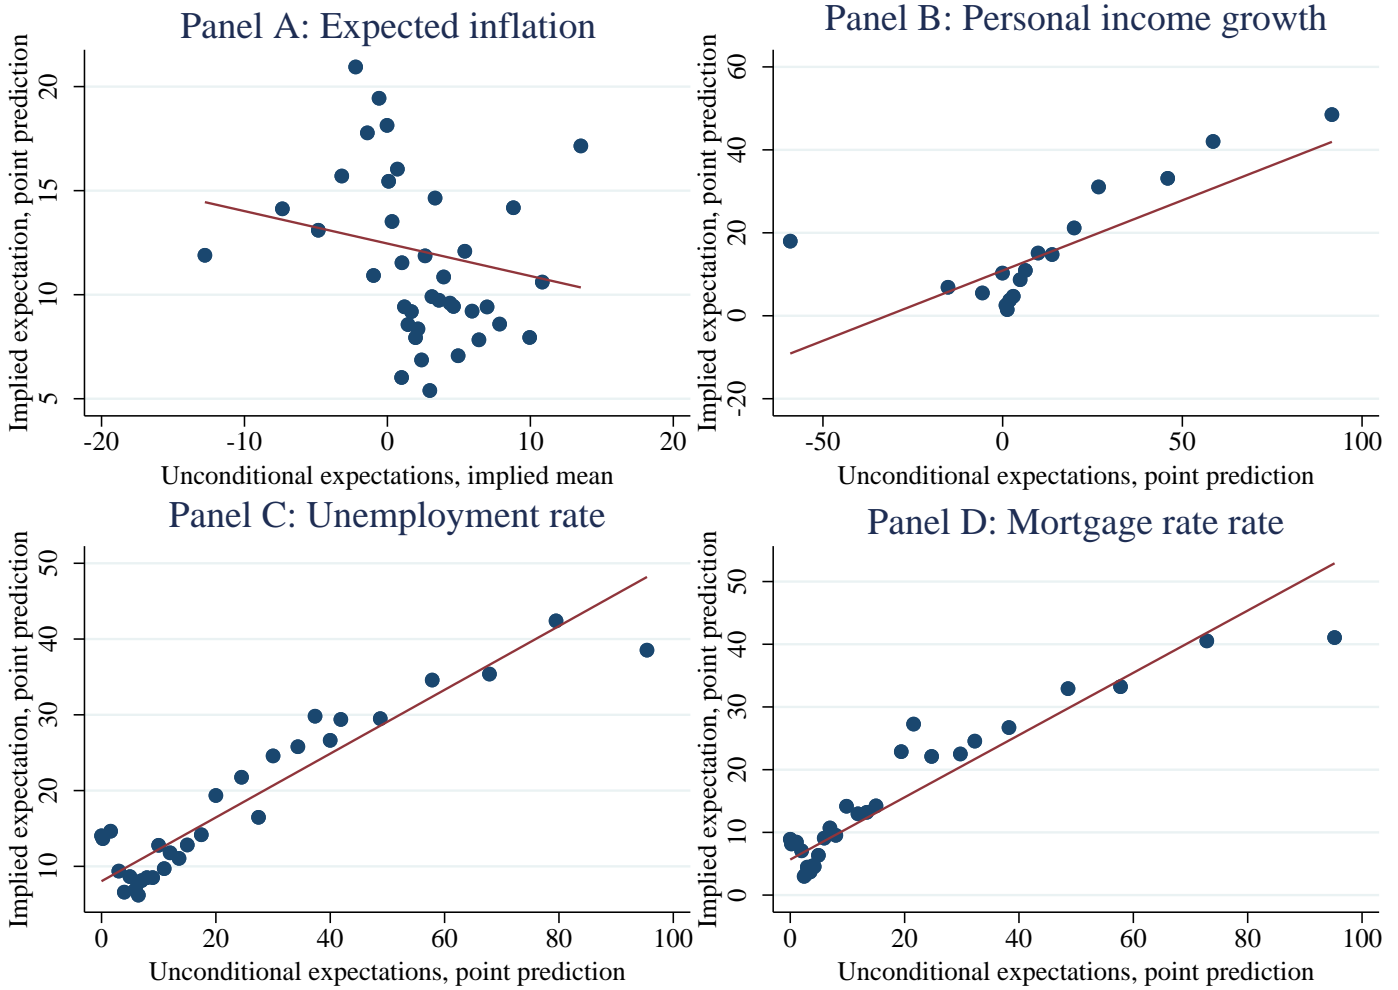 Panel A: Expected inflation
Implied expectation, point prediction
20
15
10
5
-20 -10 0 10 20
Unconditional expectations, implied mean
Panel B: Personal income growth
Implied expectation, point prediction
60
40
20
0
-20
-50 0 50 100
Unconditional expectations, point prediction
Panel C: Unemployment rate
Implied expectation, point prediction
50
40
30
20
10
0 20 40 60 80 100
Unconditional expectations, point prediction
Panel D: Mortgage rate rate
Implied expectation, point prediction
50
40
30
20
10
0
0 20 40 60 80 100
Unconditional expectations, point prediction